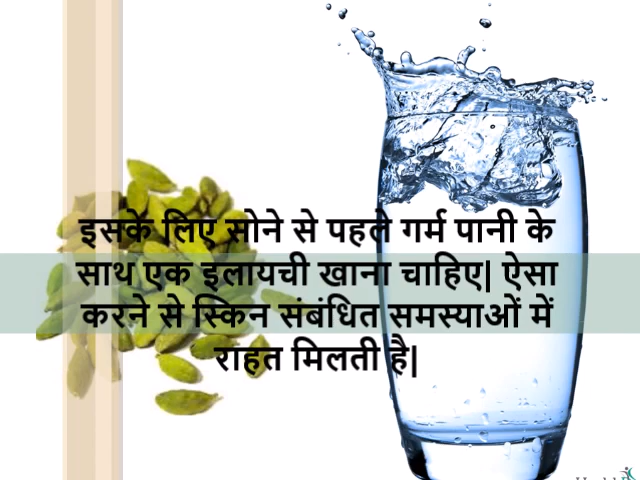 इसके लिए सोने से पहले गर्म पानी के
साथ एक इलायची खाना चाहिए| ऐसा
करने से स्किन संबंधित समस्याओं में
राहत मिलती है|